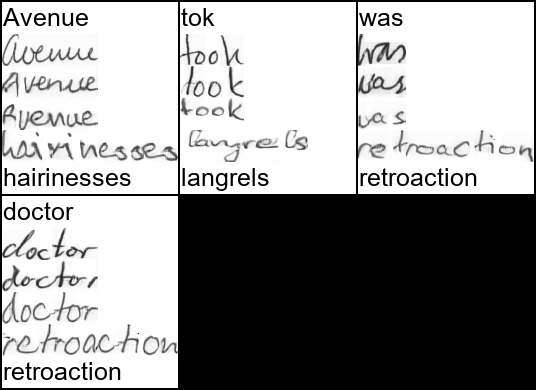 Avenue
Avenue
Avenue
Avenue
hairinesses
hairinesses
tok
took
took
took
langrels
langrels
was
was
was
was
retroaction
retroaction
doctor
doctor
doctor
doctor
retroaction
retroaction